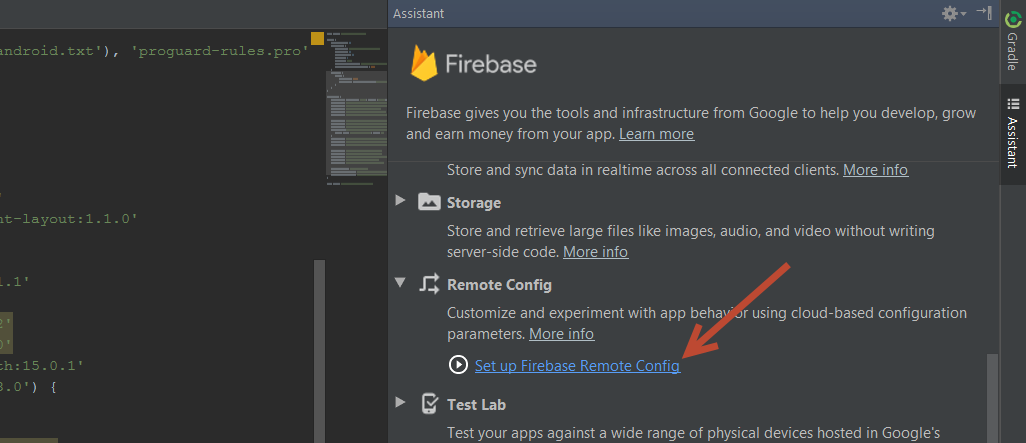 Assistant
android.txt'), 'proguard-rules.pro'
Gradle
Firebase
Firebase gives you the tools and infrastructure from Google to help you develop, grow
and earn money from your app. Learn more
Assistant
Store and sync data in realtime across all connected clients. More info
Storage
nt-layout:1.1.0'
Store and retrieve large files like images, audio, and video without writing
server-side code. More info
.1'
Remote Config
Customize and experiment with app behavior using cloud-based configuration
parameters. More info
2'
0'
th:15.0.1'
Set up Firebase Remote Config
3.0') {
Test Lab
Test your apps against a wide range of physical devices hosted in Google's